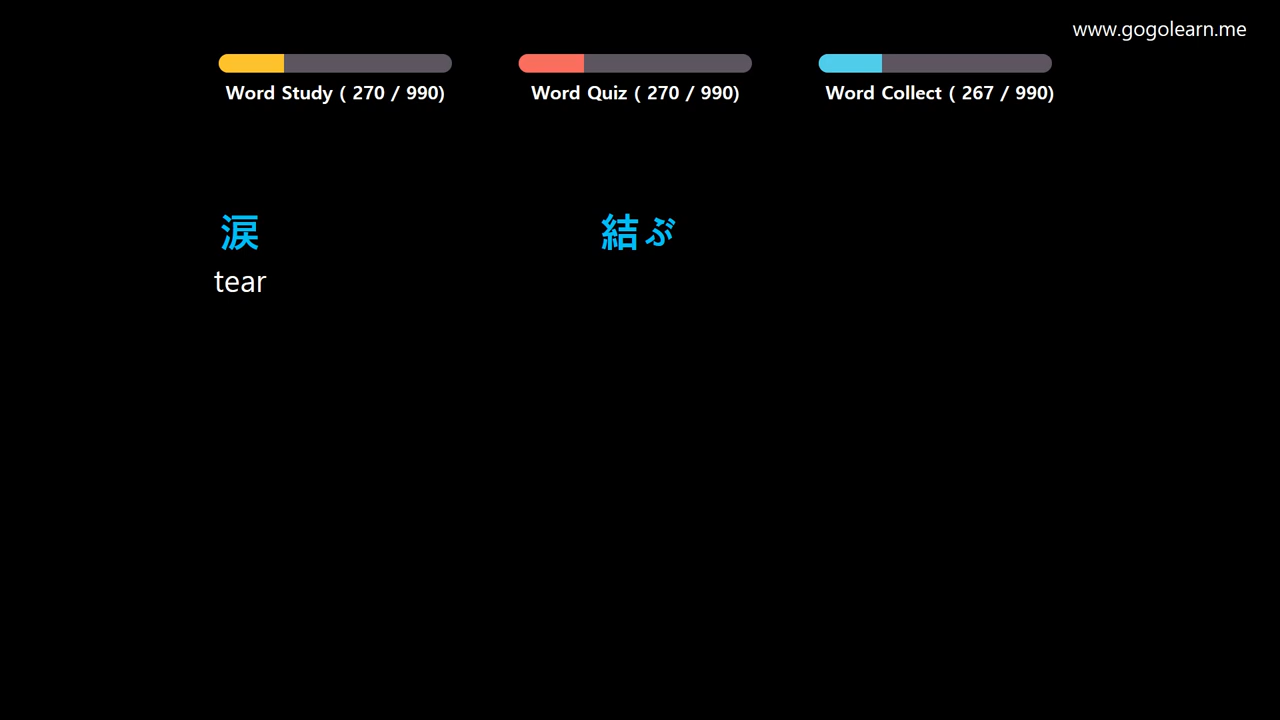 www.gogolearn.me
Word Study ( 270 / 990)
Word Quiz ( 270 / 990)
Word Collect ( 267 / 990)
涙
tear
結ぶ